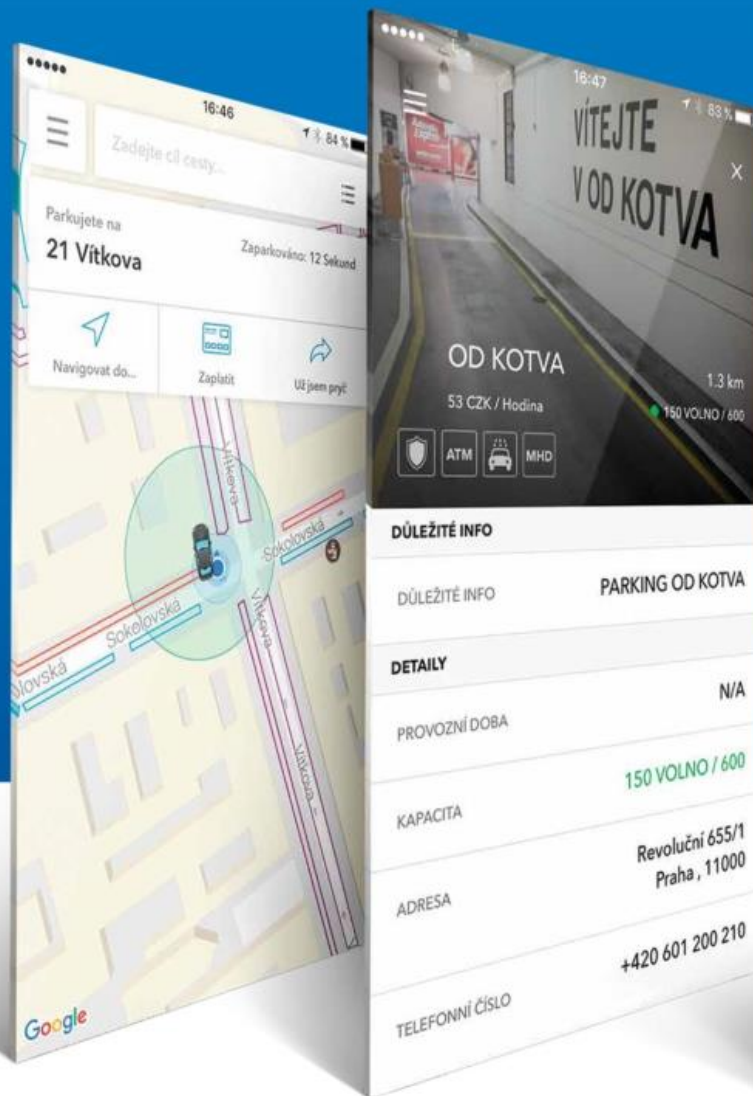 16:46
84 %
Zadejte cíl cesty...
Parkujete na
21 Vítkova
Zaparkováno: 12 Sekund
Navigovat do...
Zaplatit
Už jsem pryč
Vítkova
Sokolovská
Sokolovská
lovská
Vítkova
Vítkova
Google
16:47
83 %
VÍTEJTE
V OD KOTVA
X
OD KOTVA
53 CZK / Hodina
1.3 km
150 VOLNO / 600
ATM
MHD
DŮLEŽITÉ INFO
DŮLEŽITÉ INFO
PARKING OD KOTVA
DETAILY
PROVOZNÍ DOBA
N/A
KAPACITA
150 VOLNO / 600
ADRESA
Revoluční 655/1
Praha , 11000
TELEFONNÍ ČÍSLO
+420 601 200 210